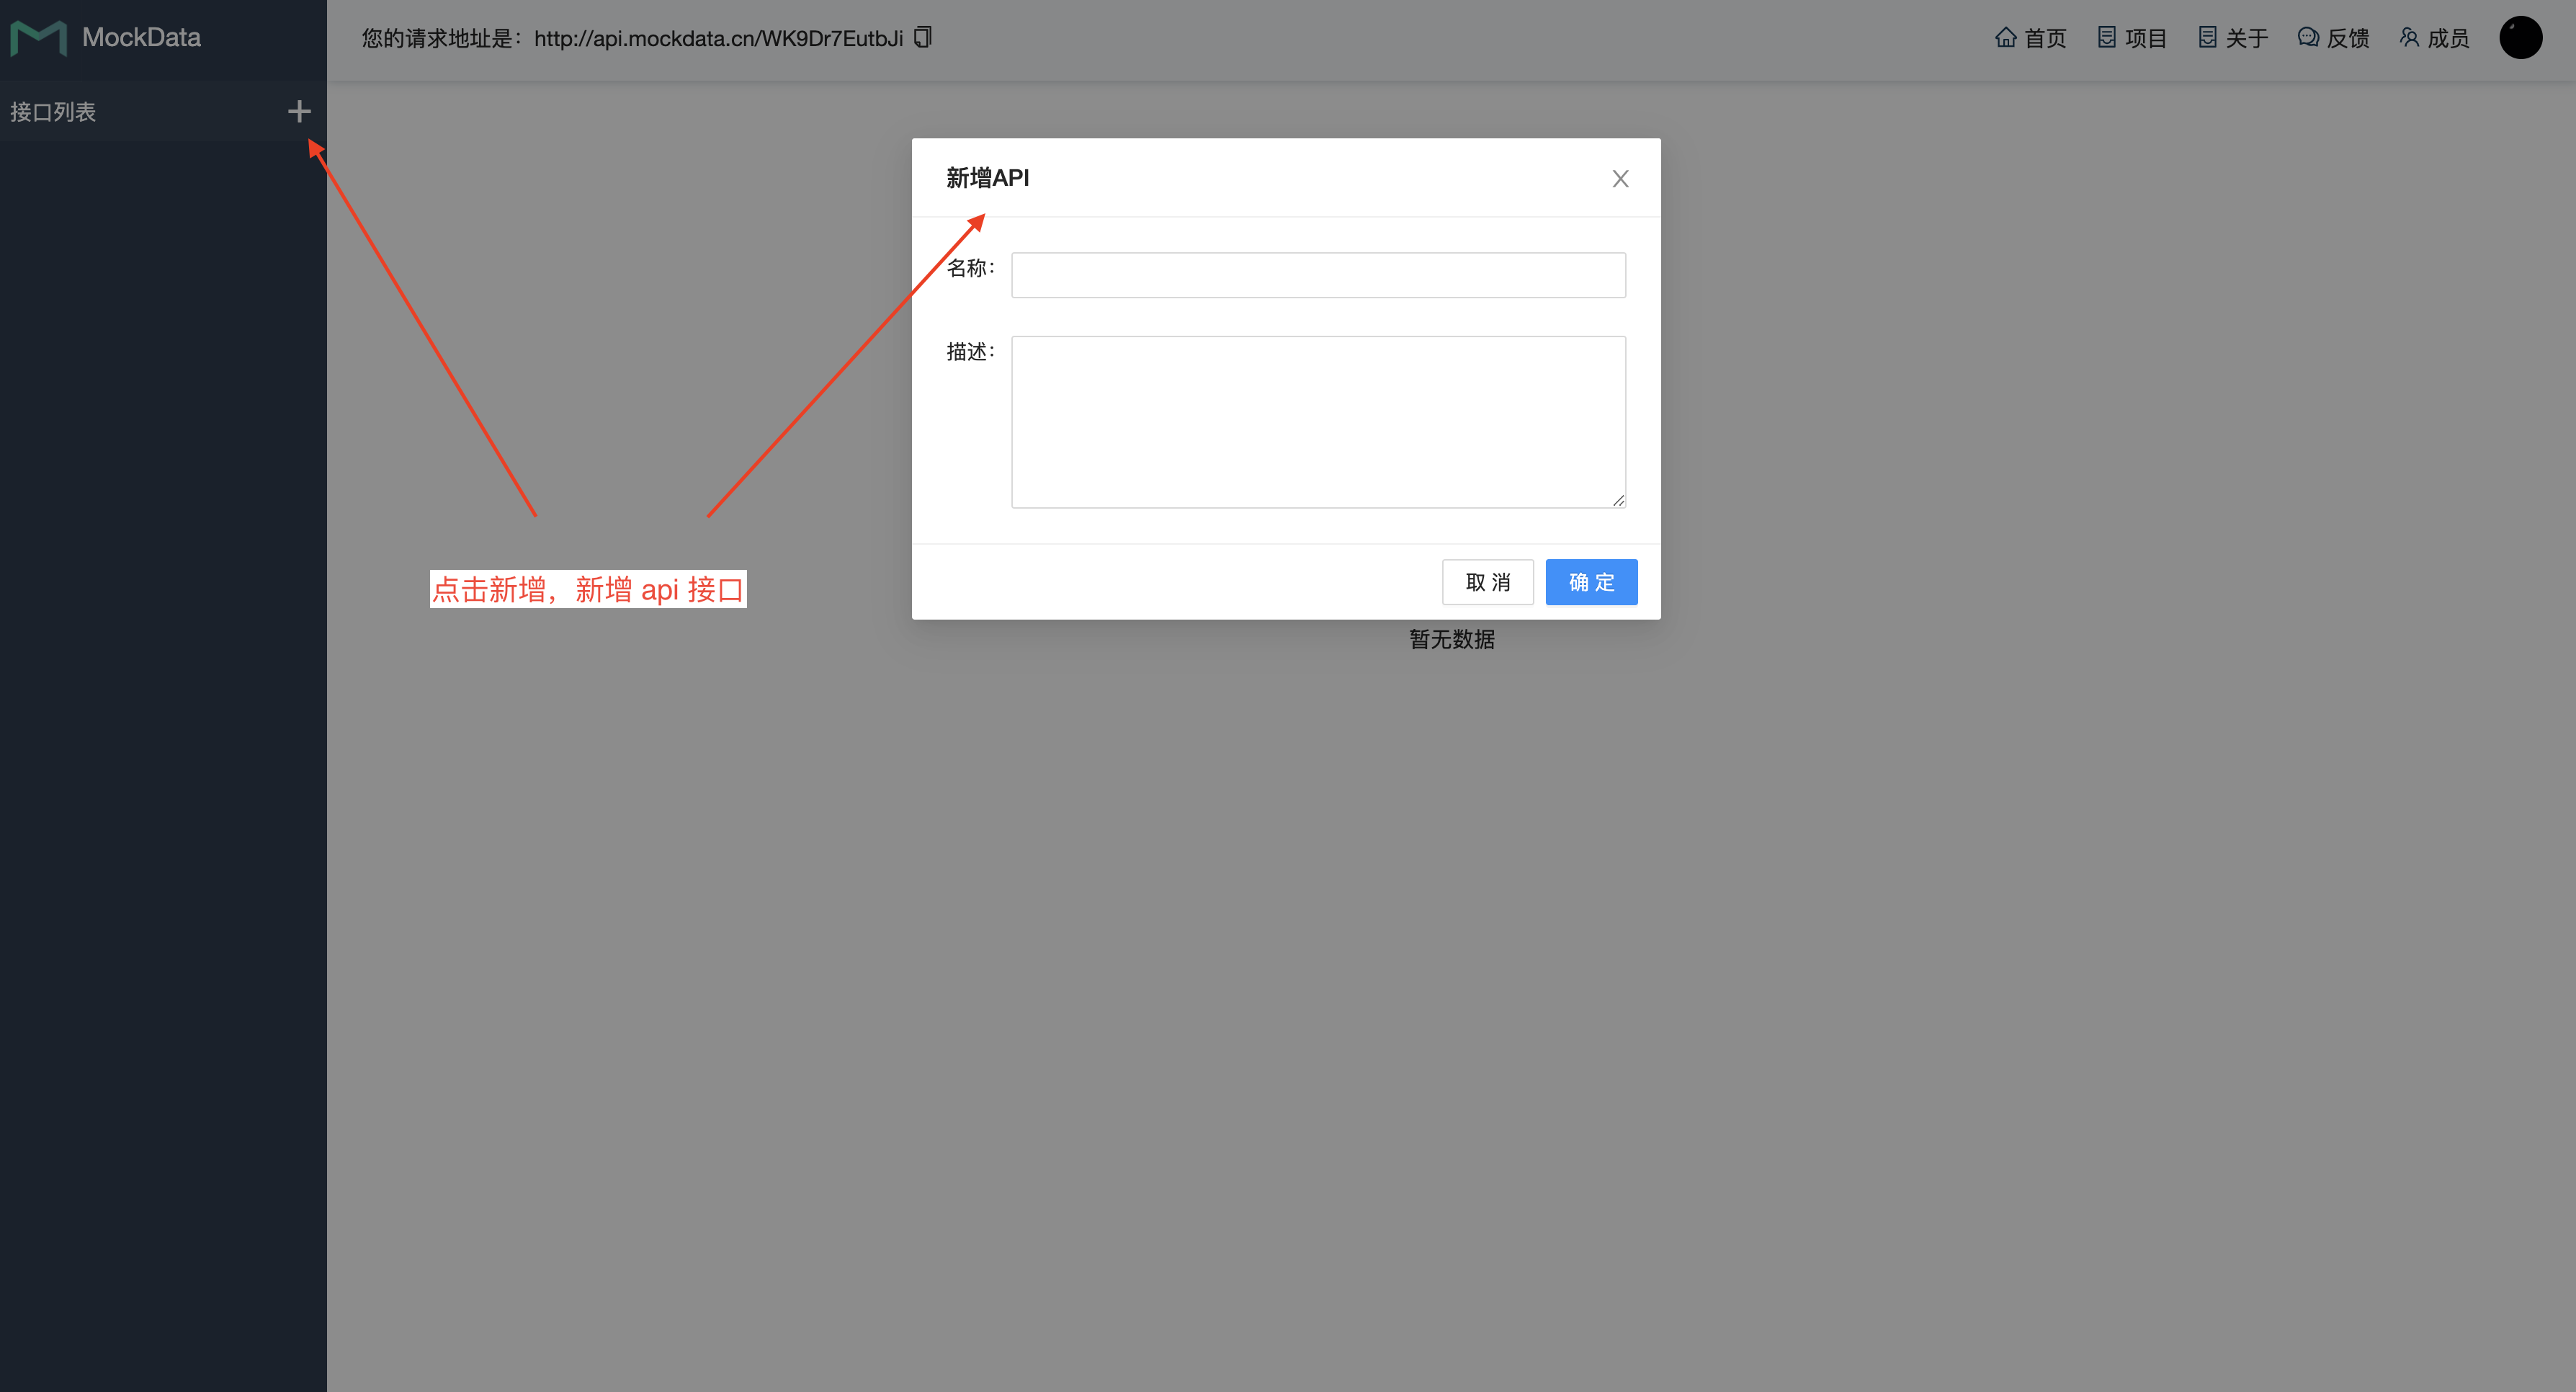 MockData
您的请求地址是：http://api.mockdata.cn/WK9Dr7EutbJi
首页 项目 关于 反馈 成员
接口列表
新增API
名称：
描述：
取 消 确 定
点击新增，新增 api 接口
暂无数据